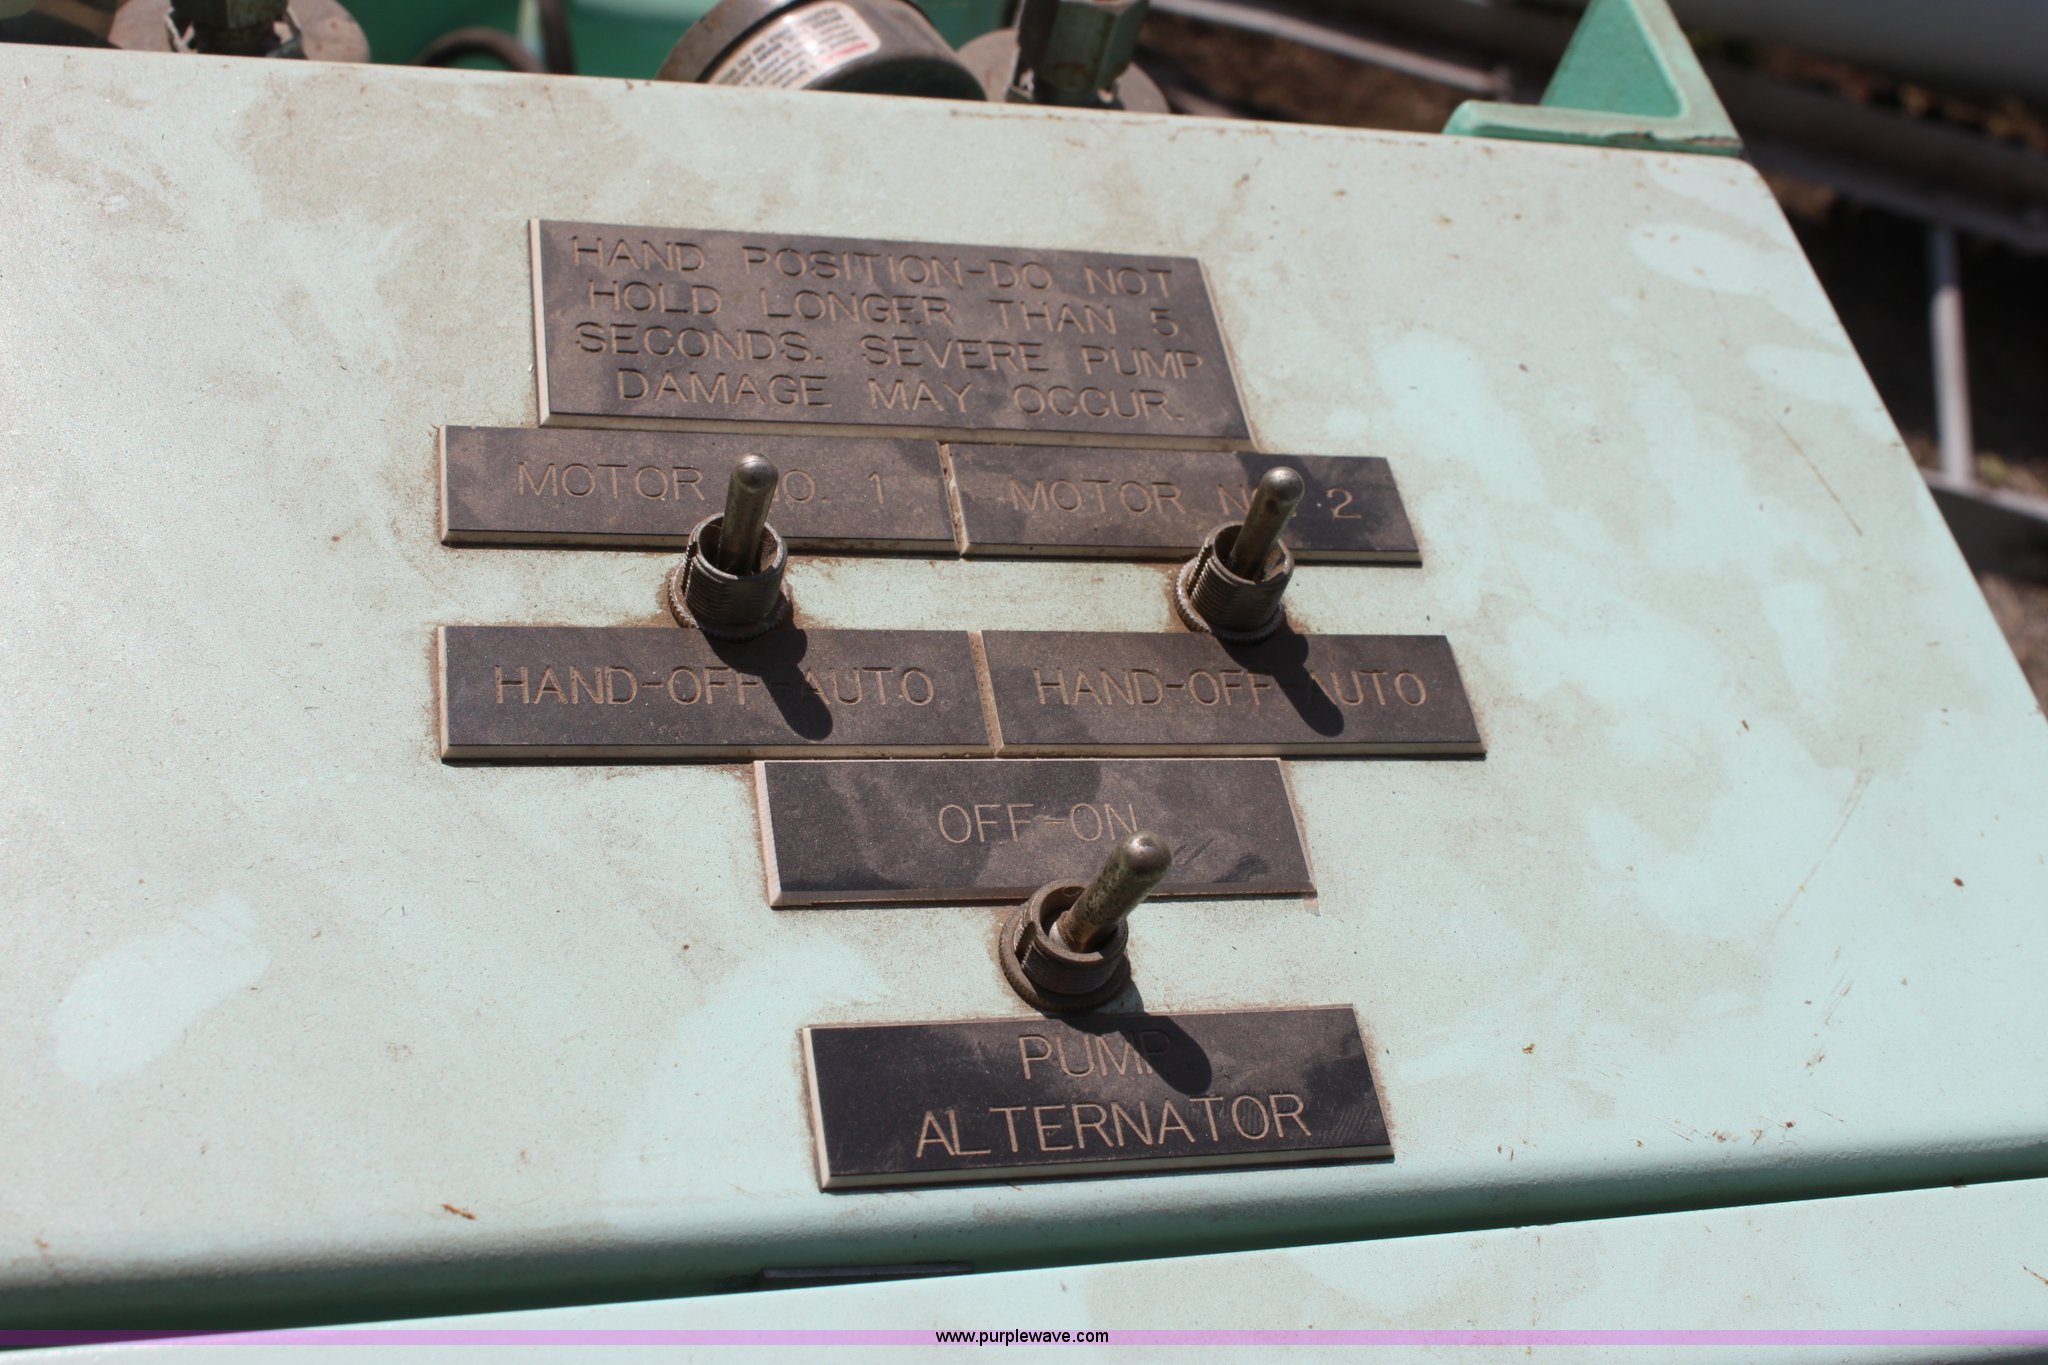 HAND POSITION-DO NOT
HOLD LONGER THAN 5
SECONDS. SEVERE PUMP
DAMAGE MAY OCCUR.
MOTOR NO. 1
MOTOR NO. 2
HAND-OFF-AUTO
HAND-OFF-AUTO
OFF-ON
PUMP
ALTERNATOR
www.purplewave.com